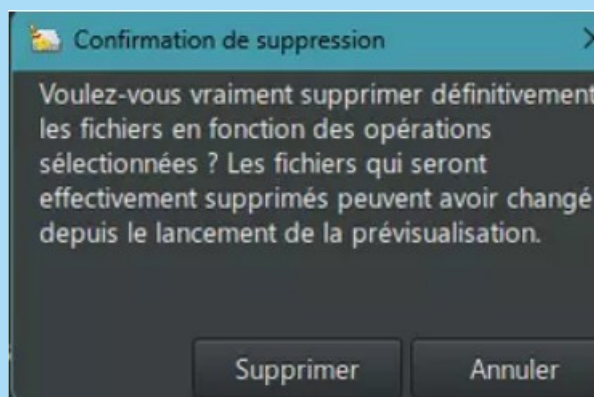 Confirmation de suppression
Voulez-vous vraiment supprimer définitivement
les fichiers en fonction des opérations
sélectionnées ? Les fichiers qui seront
effectivement supprimés peuvent avoir changé
depuis le lancement de la prévisualisation.
Supprimer Annuler